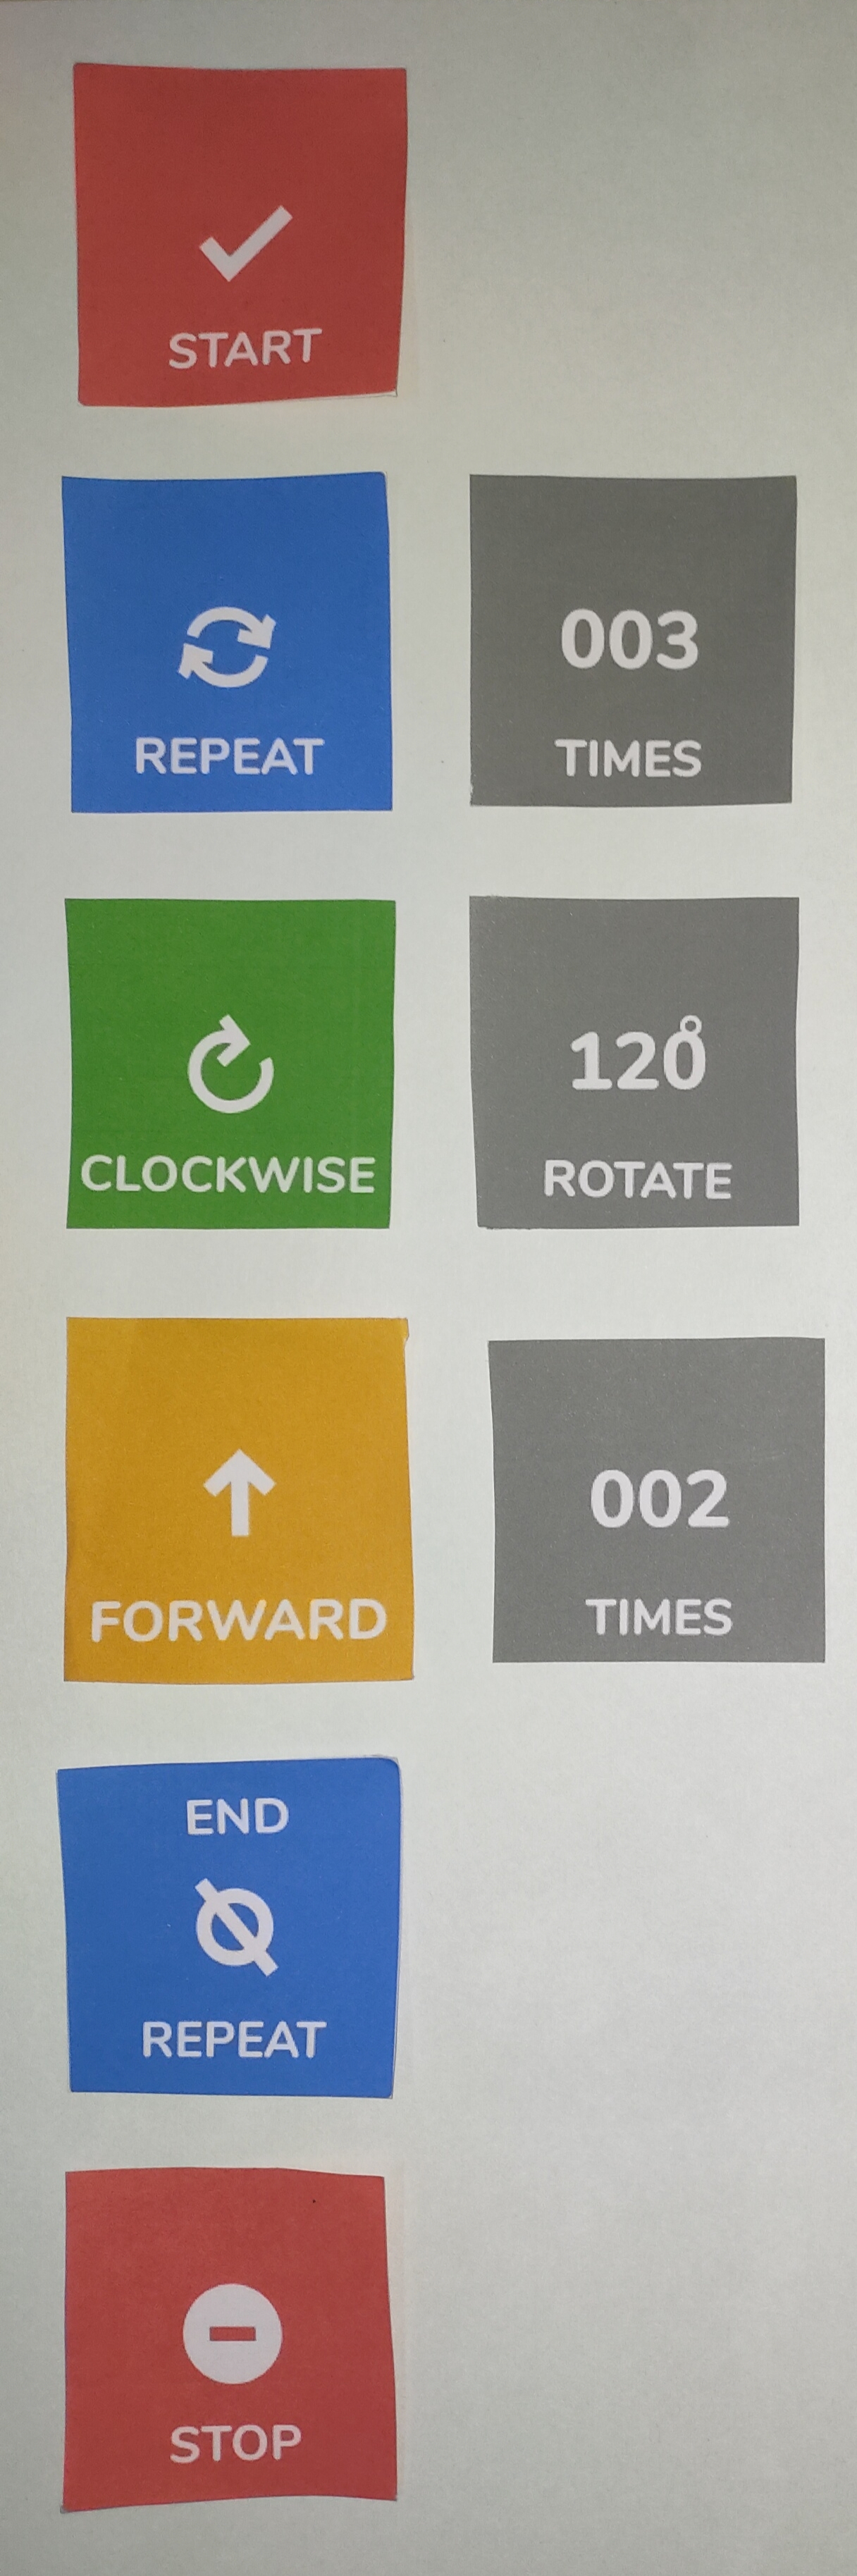 START
REPEAT
003
TIMES
CLOCKWISE
120°
ROTATE
FORWARD
002
TIMES
END
REPEAT
STOP